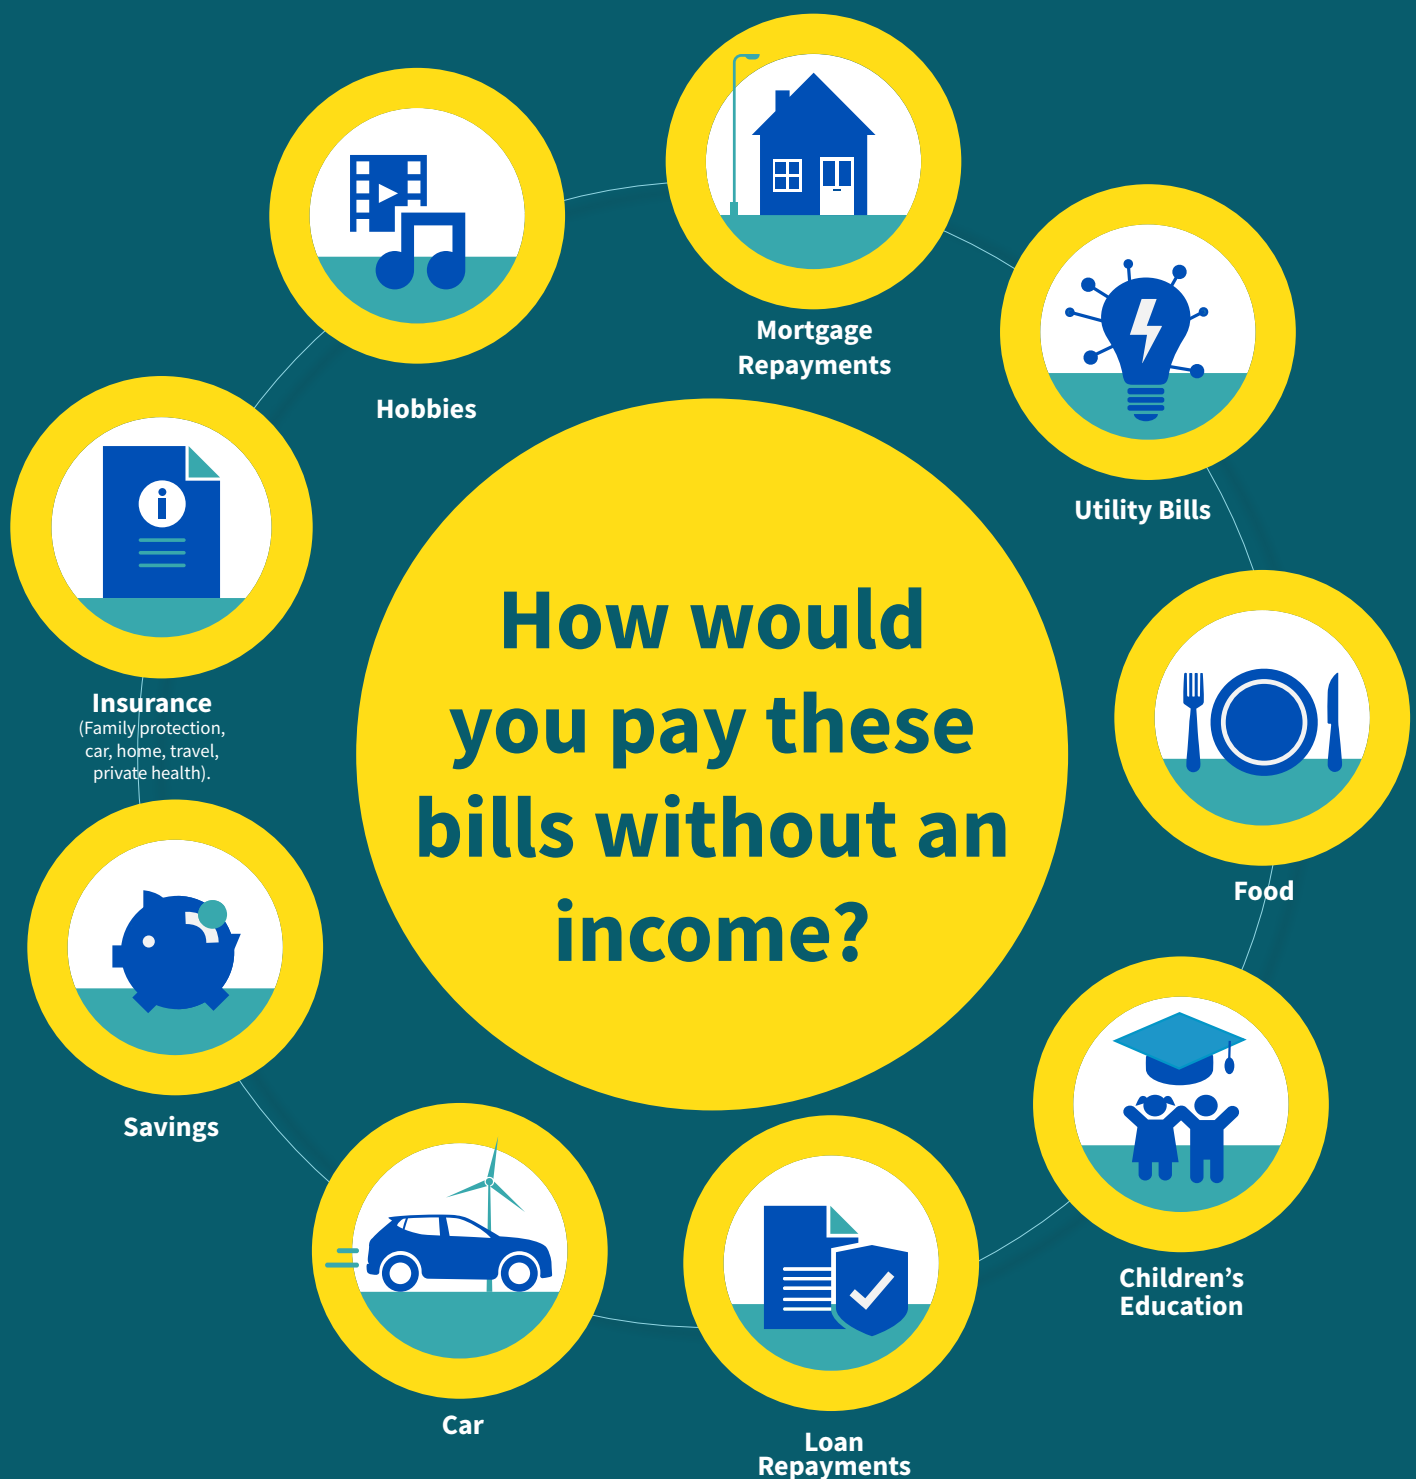 How would
you pay these
bills without an
income?
Mortgage
Repayments
Utility Bills
Food
Children’s
Education
Loan
Repayments
Car
Savings
Insurance
(Family protection,
car, home, travel,
private health).
Hobbies